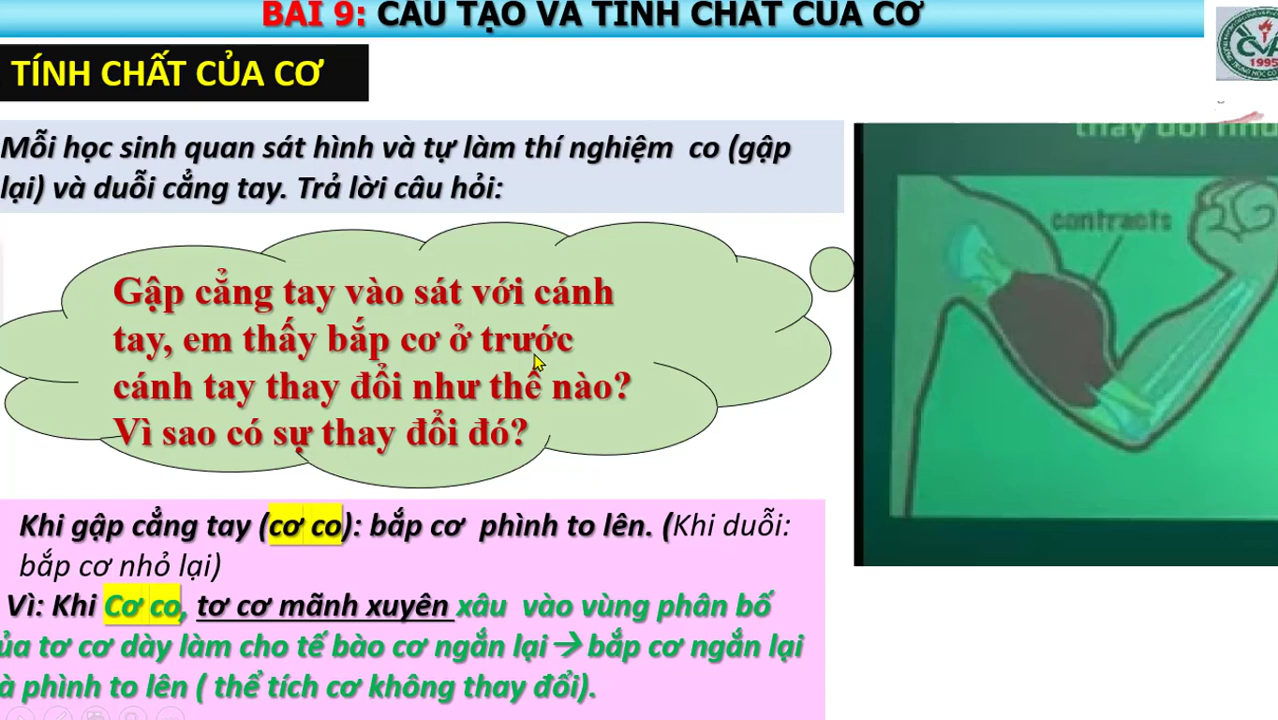 BÀI 9: CẤU TẠO VÀ TÍNH CHẤT CỦA CƠ
CVA
1995
TÍNH CHẤT CỦA CƠ
thay đổi như
Mỗi học sinh quan sát hình và tự làm thí nghiệm co (gập
lại) và duỗi cẳng tay. Trả lời câu hỏi:
contracts
Gập cẳng tay vào sát với cánh
tay, em thấy bắp cơ ở trước
cánh tay thay đổi như thế nào?
Vì sao có sự thay đổi đó?
Khi gập cẳng tay (cơ co): bắp cơ phình to lên. (Khi duỗi:
bắp cơ nhỏ lại)
Vì: Khi Cơ co, tơ cơ mãnh xuyên xâu vào vùng phân bố
ủa tơ cơ dày làm cho tế bào cơ ngắn lại→bắp cơ ngắn lại
à phình to lên ( thể tích cơ không thay đổi).